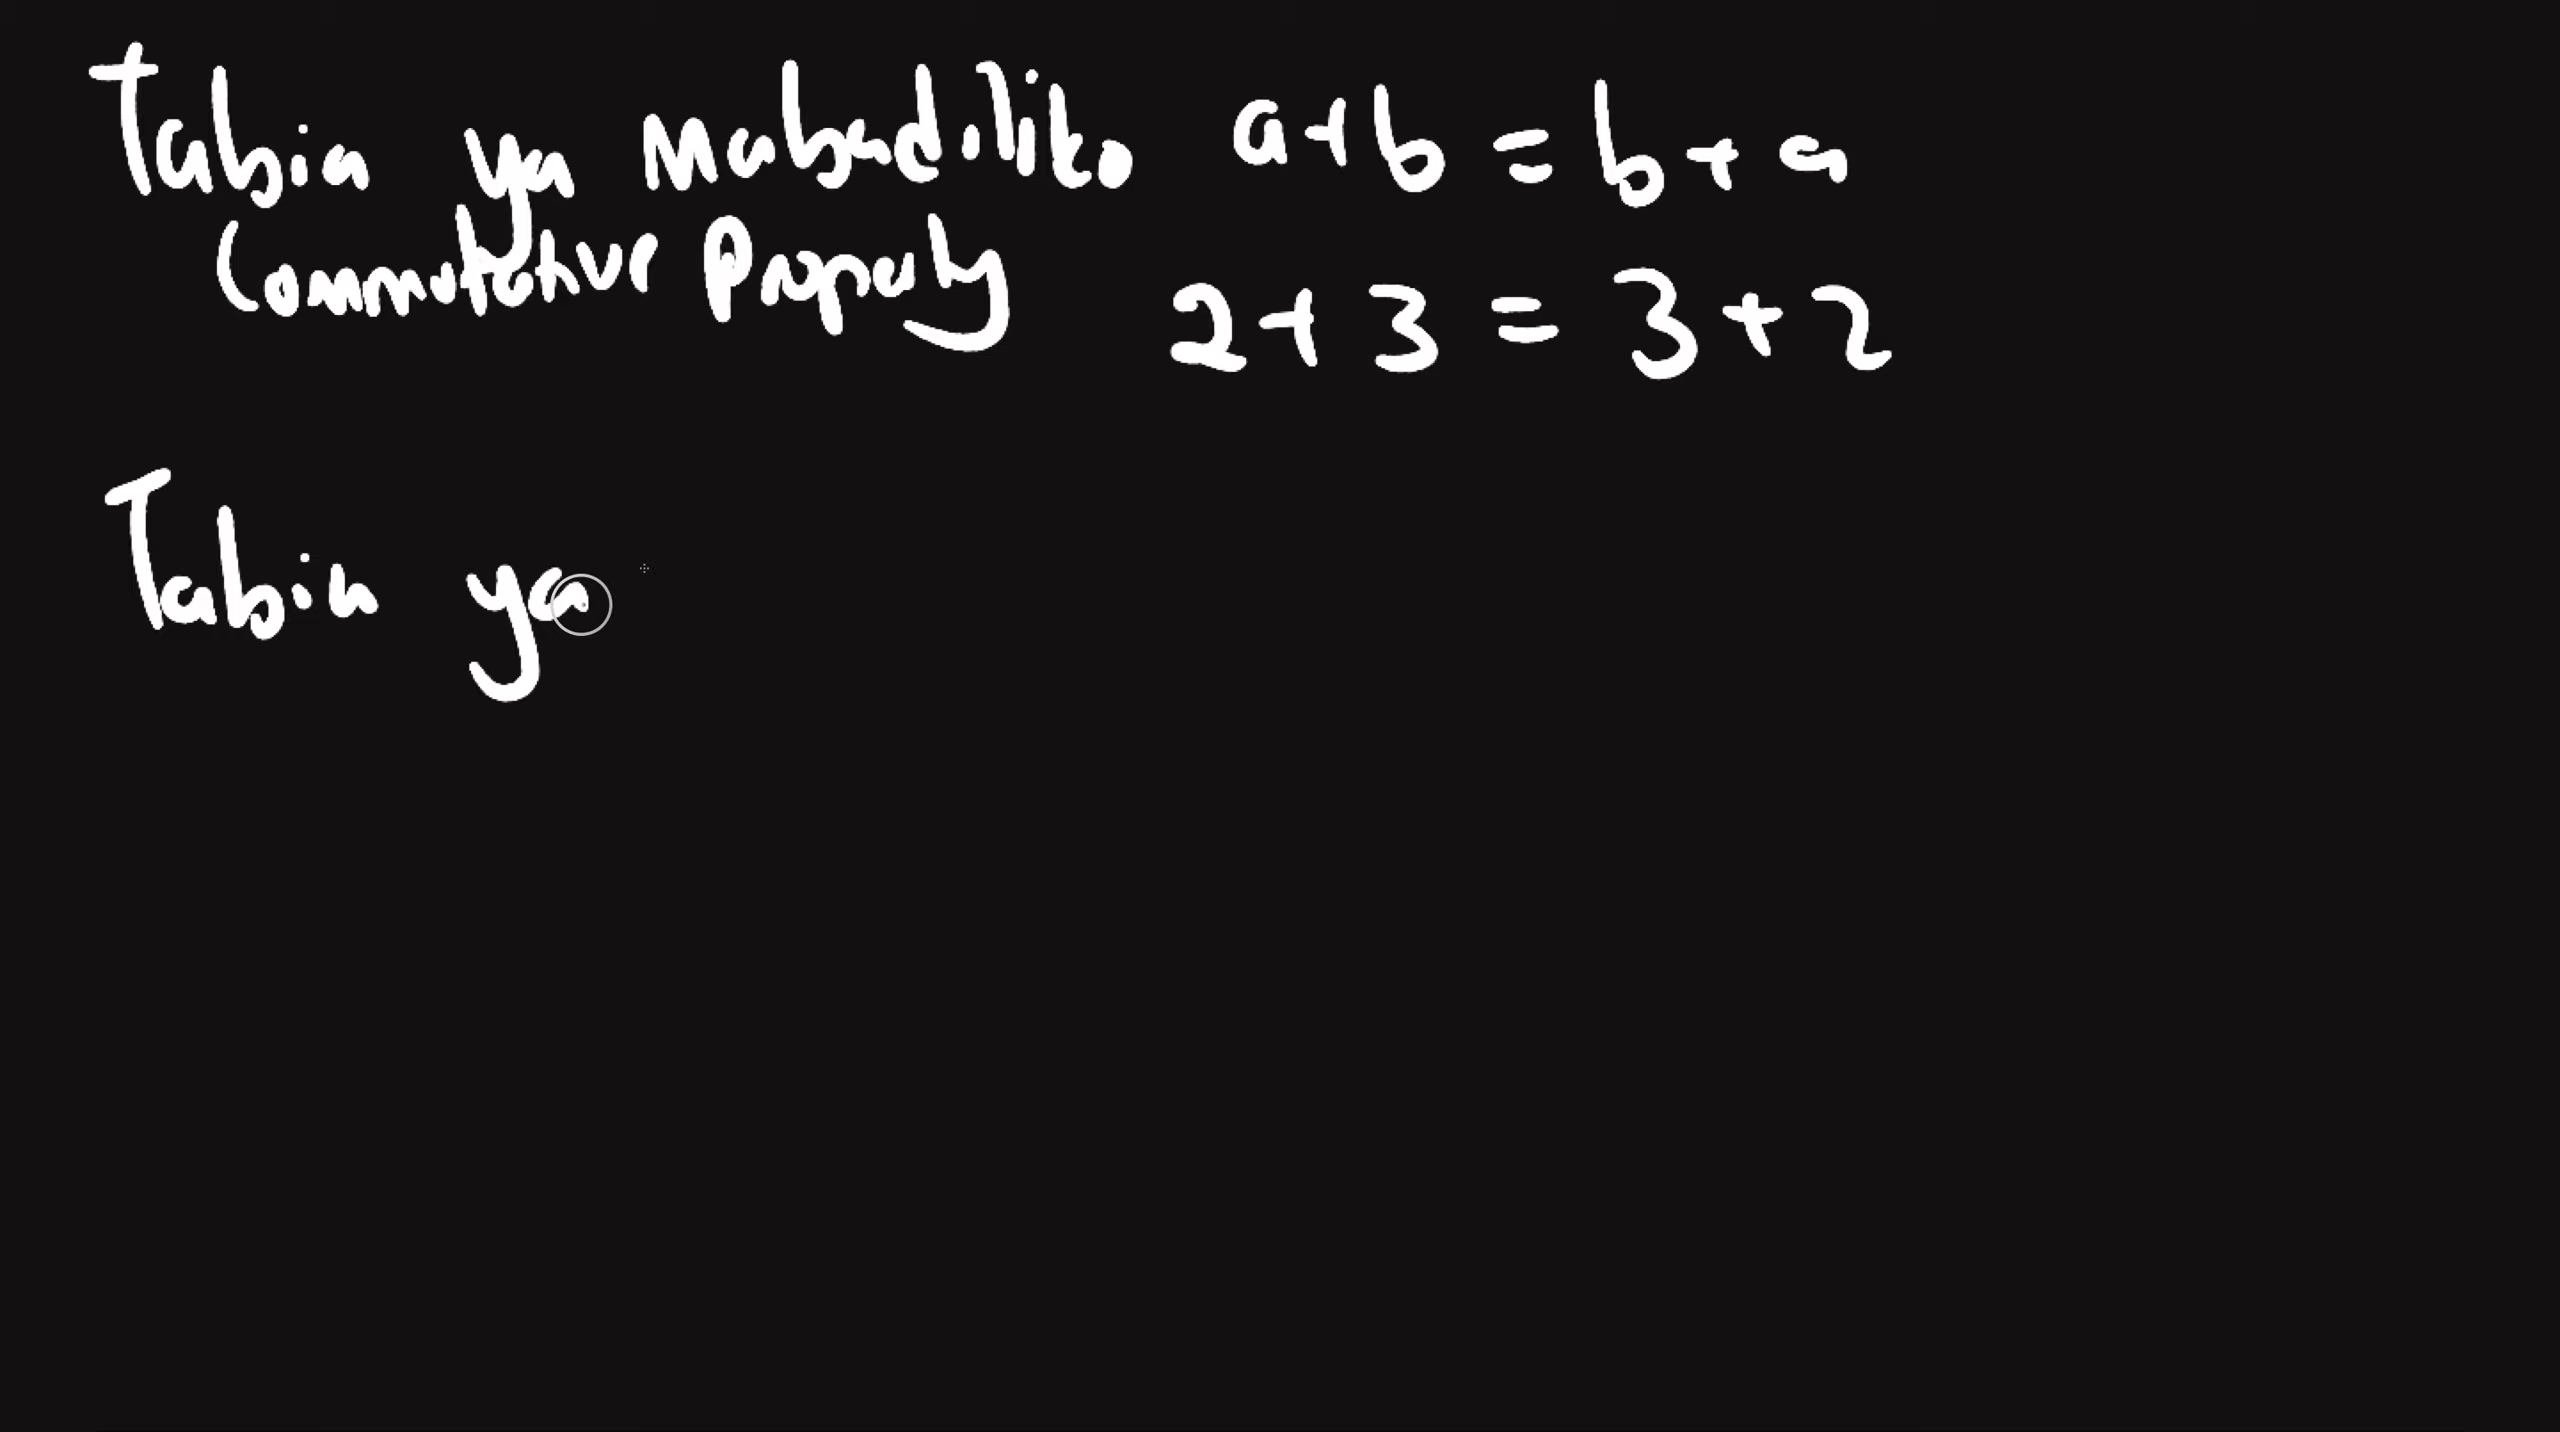 Tabia ya Mabadiliko a+b = b+a
Commutative Property 2+3 = 3+2
Tabia ya